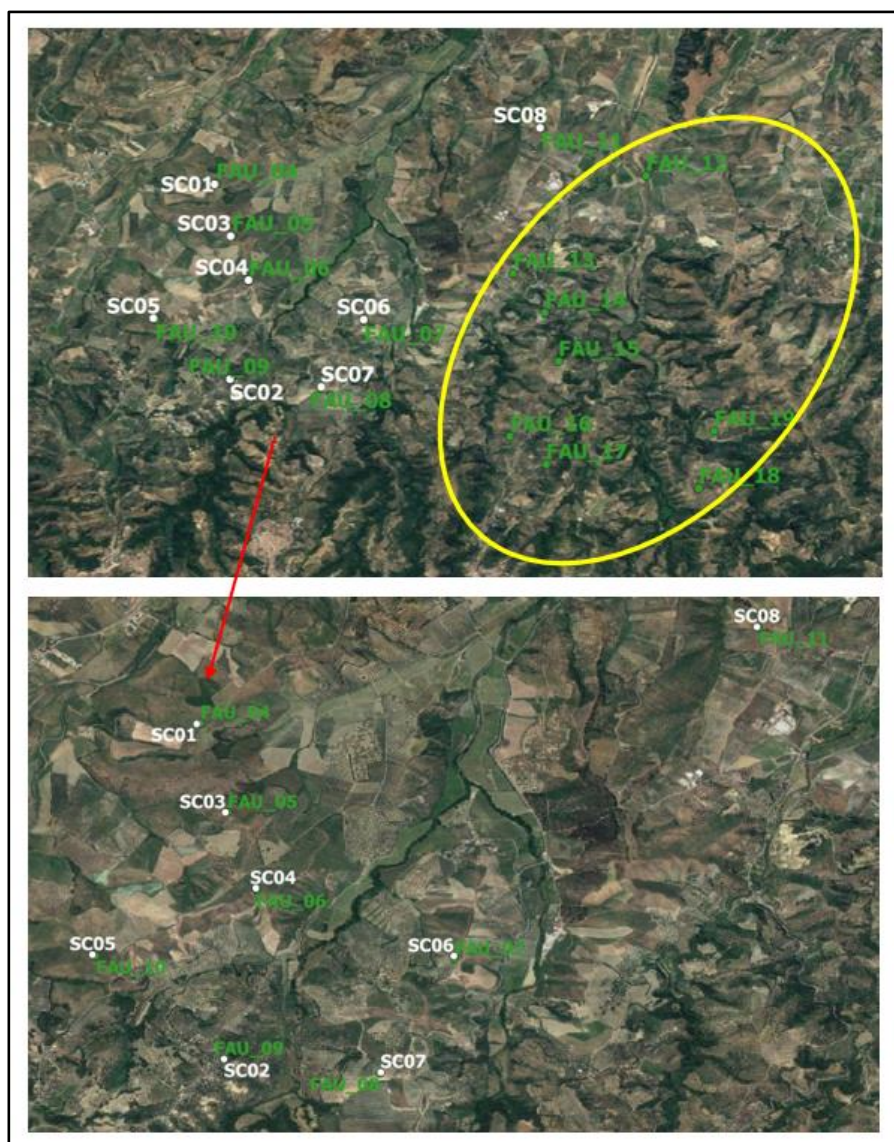 SC08
FAU_11
SC01 FAU_04
FAU_12
SC03 FAU_05
SC04 FAU_06
FAU_13
SC05
FAU_10
SC06
FAU_07
FAU_14
FAU_15
FAU_09
SC02
SC07
FAU_08
FAU_16
FAU_17
FAU_19
FAU_18
SC08
FAU_11
FAU_04
SC01
SC03 FAU_05
SC04
FAU_06
SC05
FAU_10
SC06 FAU_07
FAU_09
SC02
SC07
FAU_08